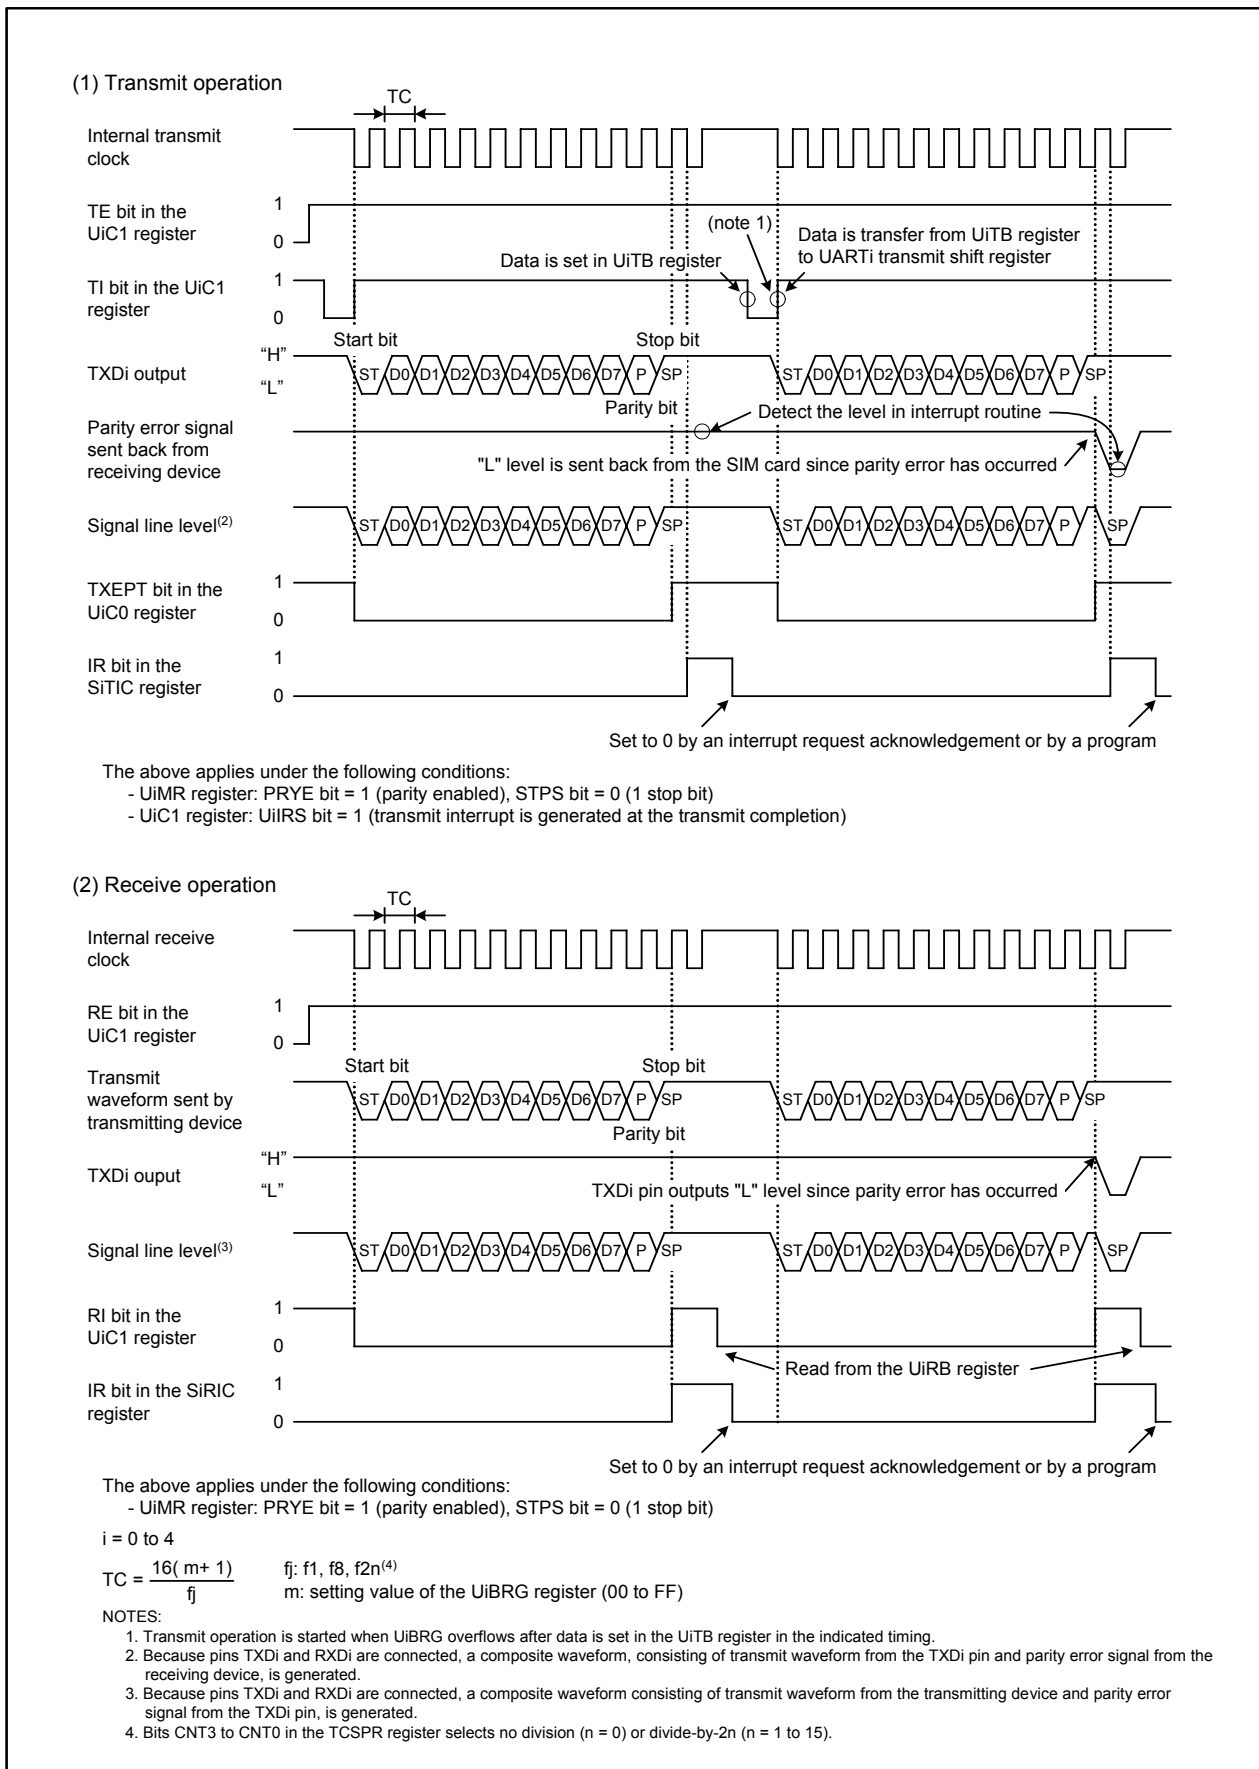 (1) Transmit operation
TC
Internal transmit
clock
TE bit in the
UiC1 register
1
0
(note 1)
Data is transfer from UiTB register
to UARTi transmit shift register
Data is set in UiTB register
TI bit in the UiC1
register
1
0
Start bit
Stop bit
TXDi output
“H”
“L”
ST D0 D1 D2 D3 D4 D5 D6 D7 P SP ST D0 D1 D2 D3 D4 D5 D6 D7 P SP
Parity bit
Detect the level in interrupt routine
Parity error signal
sent back from
receiving device
"L" level is sent back from the SIM card since parity error has occurred
Signal line level(2)
ST D0 D1 D2 D3 D4 D5 D6 D7 P SP ST D0 D1 D2 D3 D4 D5 D6 D7 P SP
TXEPT bit in the
UiC0 register
1
0
IR bit in the
SiTIC register
1
0
Set to 0 by an interrupt request acknowledgement or by a program
The above applies under the following conditions:
- UiMR register: PRYE bit = 1 (parity enabled), STPS bit = 0 (1 stop bit)
- UiC1 register: UiIRS bit = 1 (transmit interrupt is generated at the transmit completion)
(2) Receive operation
TC
Internal receive
clock
RE bit in the
UiC1 register
1
0
Start bit
Stop bit
Transmit
waveform sent by
transmitting device
ST D0 D1 D2 D3 D4 D5 D6 D7 P SP ST D0 D1 D2 D3 D4 D5 D6 D7 P SP
Parity bit
TXDi ouput
“H”
“L”
TXDi pin outputs "L" level since parity error has occurred
Signal line level(3)
ST D0 D1 D2 D3 D4 D5 D6 D7 P SP ST D0 D1 D2 D3 D4 D5 D6 D7 P SP
RI bit in the
UiC1 register
1
0
Read from the UiRB register
IR bit in the SiRIC
register
1
0
Set to 0 by an interrupt request acknowledgement or by a program
The above applies under the following conditions:
- UiMR register: PRYE bit = 1 (parity enabled), STPS bit = 0 (1 stop bit)
i = 0 to 4
TC = 16( m+ 1) / fj
fj: f1, f8, f2n(4)
m: setting value of the UiBRG register (00 to FF)
NOTES:
1. Transmit operation is started when UiBRG overflows after data is set in the UiTB register in the indicated timing.
2. Because pins TXDi and RXDi are connected, a composite waveform, consisting of transmit waveform from the TXDi pin and parity error signal from the
receiving device, is generated.
3. Because pins TXDi and RXDi are connected, a composite waveform consisting of transmit waveform from the transmitting device and parity error
signal from the TXDi pin, is generated.
4. Bits CNT3 to CNT0 in the TCSPR register selects no division (n = 0) or divide-by-2n (n = 1 to 15).